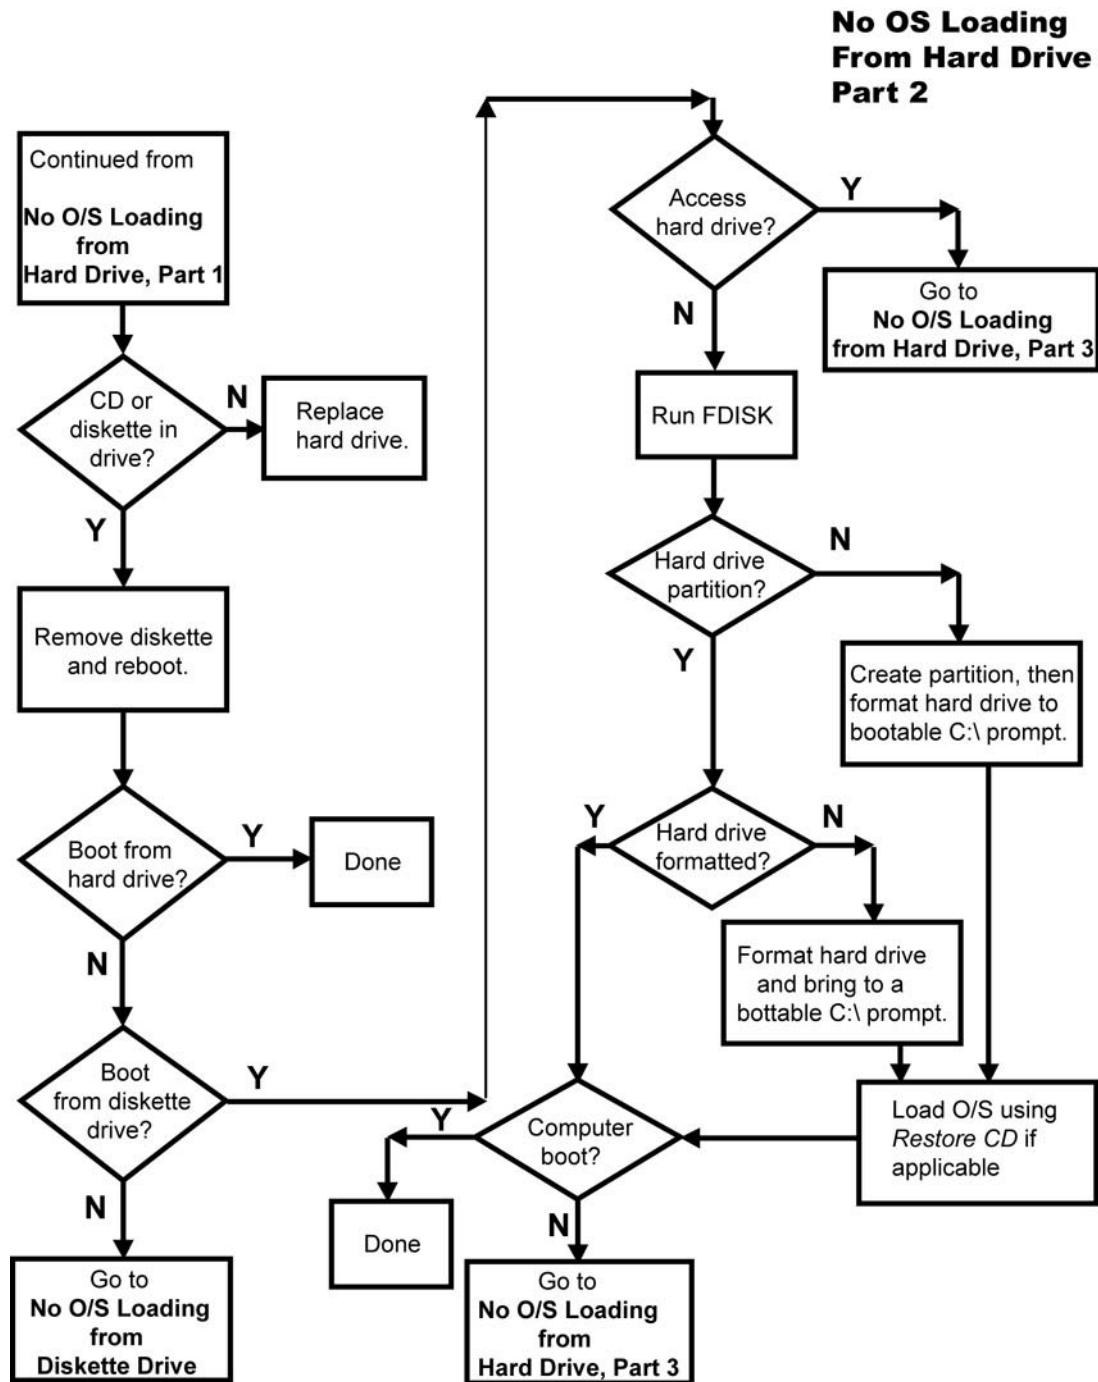 No OS Loading
From Hard Drive
Part 2
Continued from
No O/S Loading
from
Hard Drive, Part 1
CD or
diskette in
drive?
N
Replace
hard drive.
Y
Remove diskette
and reboot.
Boot from
hard drive?
Y
Done
N
Boot
from diskette
drive?
Y
N
Go to
No O/S Loading
from
Diskette Drive
Access
hard drive?
Y
Go to
No O/S Loading
from Hard Drive, Part 3
N
Run FDISK
Hard drive
partition?
N
Create partition, then
format hard drive to
bootable C:\ prompt.
Y
Hard drive
formatted?
Y
N
Format hard drive
and bring to a
bottable C:\ prompt.
Load O/S using
Restore CD if
applicable
Computer
boot?
Y
Done
N
Go to
No O/S Loading
from
Hard Drive, Part 3